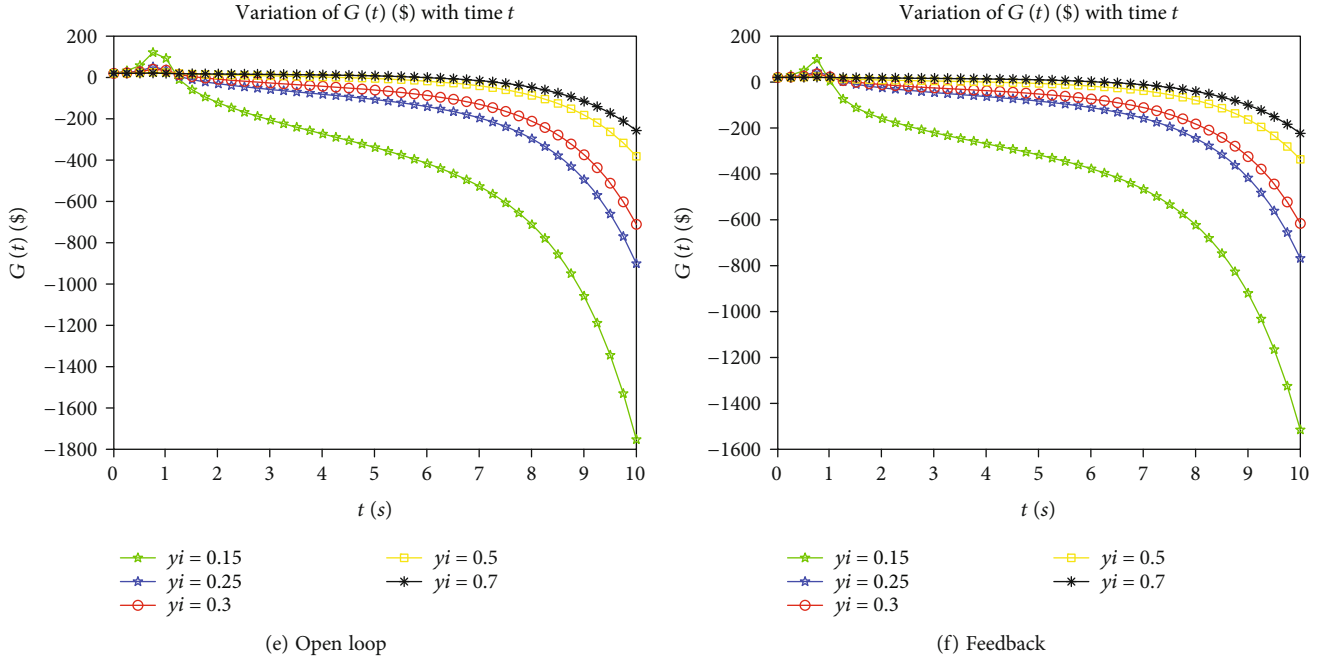 Variation of G (t) ($) with time t
200
0
−200
−400
−600
−800
−1000
−1200
−1400
−1600
−1800
G (t) ($)
0 1 2 3 4 5 6 7 8 9 10
t (s)
yi = 0.15
yi = 0.25
yi = 0.3
yi = 0.5
yi = 0.7
(e) Open loop
Variation of G (t) ($) with time t
200
0
−200
−400
−600
−800
−1000
−1200
−1400
−1600
G (t) ($)
0 1 2 3 4 5 6 7 8 9 10
t (s)
yi = 0.15
yi = 0.25
yi = 0.3
yi = 0.5
yi = 0.7
(f) Feedback